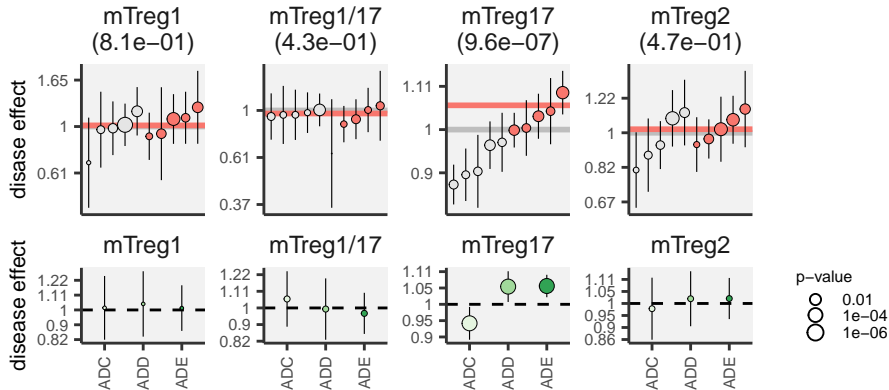 mTreg1 mTreg1/17 mTreg17 mTreg2
(8.1e−01) (4.3e−01) (9.6e−07) (4.7e−01)
disase effect
1.65
1
0.61
1
0.61
0.37
1.11
1
0.9
1.22
1
0.82
0.67
mTreg1 mTreg1/17 mTreg17 mTreg2
disease effect
1.22
1.11
1
0.9
0.82
1.22
1.11
1
0.9
0.82
1.11
1.05
1
0.95
0.9
1.11
1.05
1
0.95
0.9
0.86
ADC ADD ADE
ADC ADD ADE
ADC ADD ADE
ADC ADD ADE
p−value
0.01
1e−04
1e−06